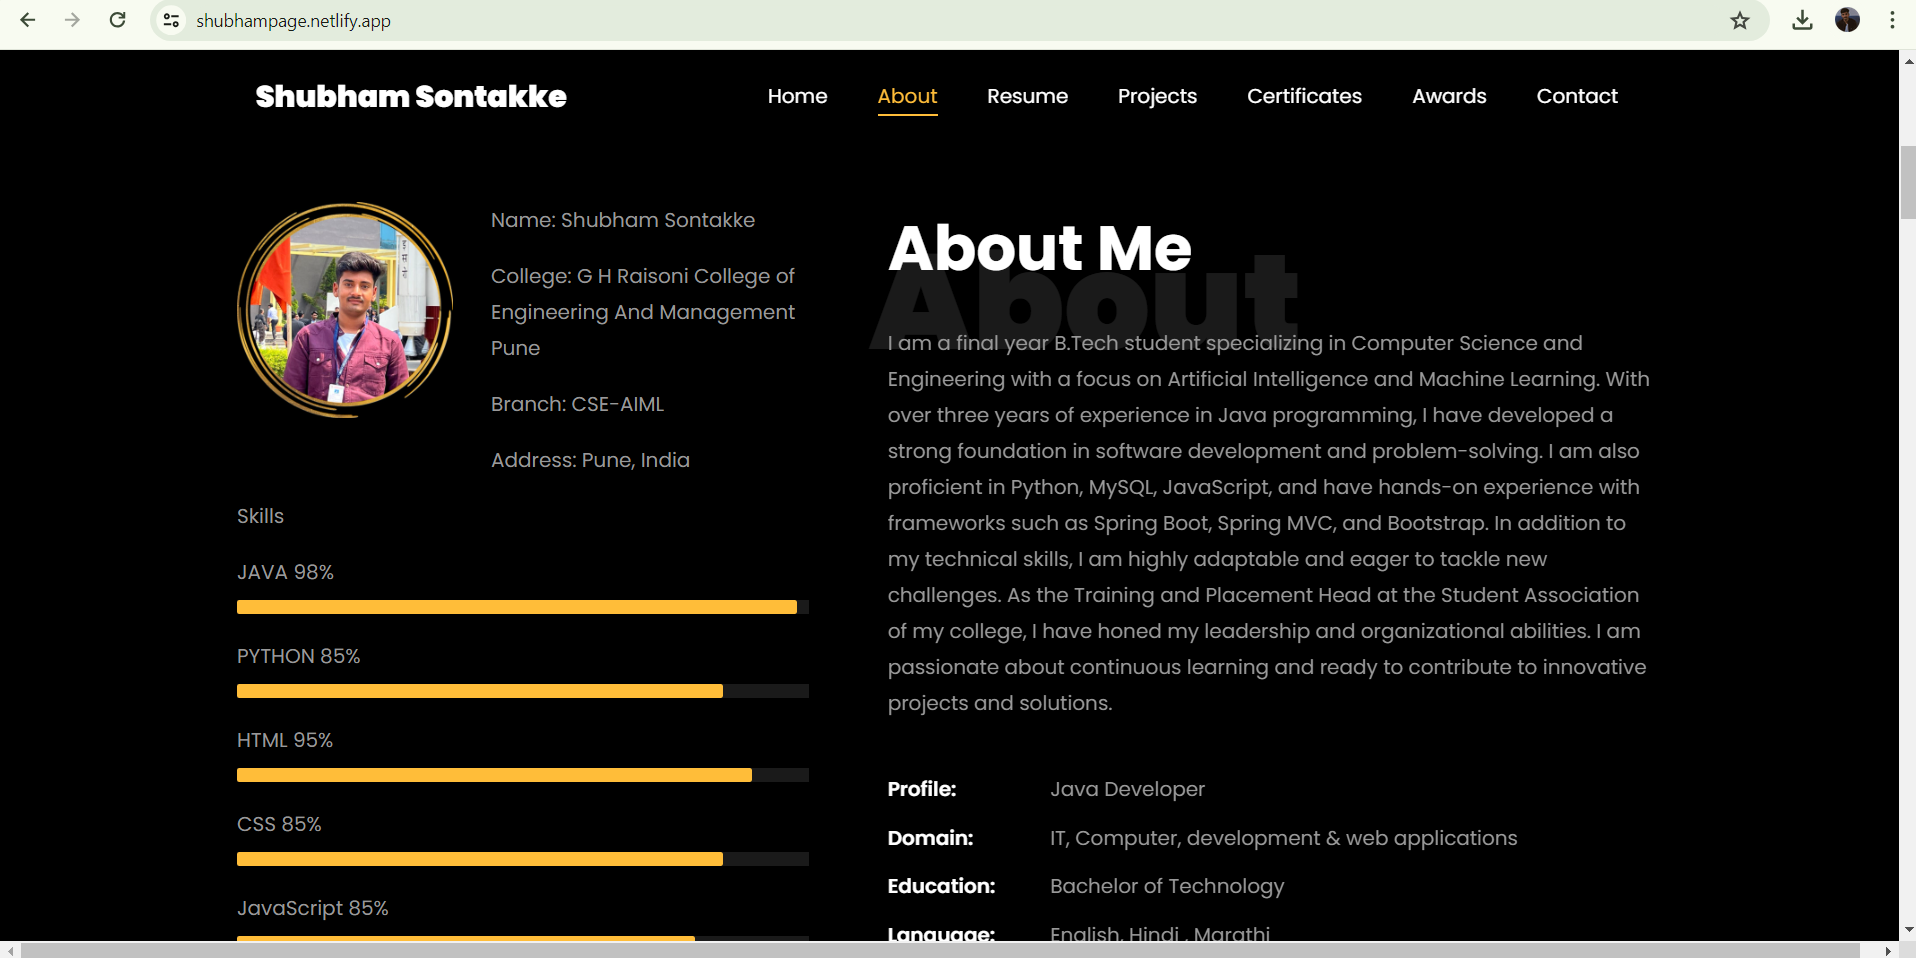 shubhampage.netlify.app
Shubham Sontakke
Home
About
Resume
Projects
Certificates
Awards
Contact
Name: Shubham Sontakke
College: G H Raisoni College of
Engineering And Management
Pune
Branch: CSE-AIML
Address: Pune, India
Skills
JAVA 98%
PYTHON 85%
HTML 95%
CSS 85%
JavaScript 85%
About Me
About
I am a final year B.Tech student specializing in Computer Science and
Engineering with a focus on Artificial Intelligence and Machine Learning. With
over three years of experience in Java programming, I have developed a
strong foundation in software development and problem-solving. I am also
proficient in Python, MySQL, JavaScript, and have hands-on experience with
frameworks such as Spring Boot, Spring MVC, and Bootstrap. In addition to
my technical skills, I am highly adaptable and eager to tackle new
challenges. As the Training and Placement Head at the Student Association
of my college, I have honed my leadership and organizational abilities. I am
passionate about continuous learning and ready to contribute to innovative
projects and solutions.
Profile: Java Developer
Domain: IT, Computer, development & web applications
Education: Bachelor of Technology
Language: English, Hindi , Marathi